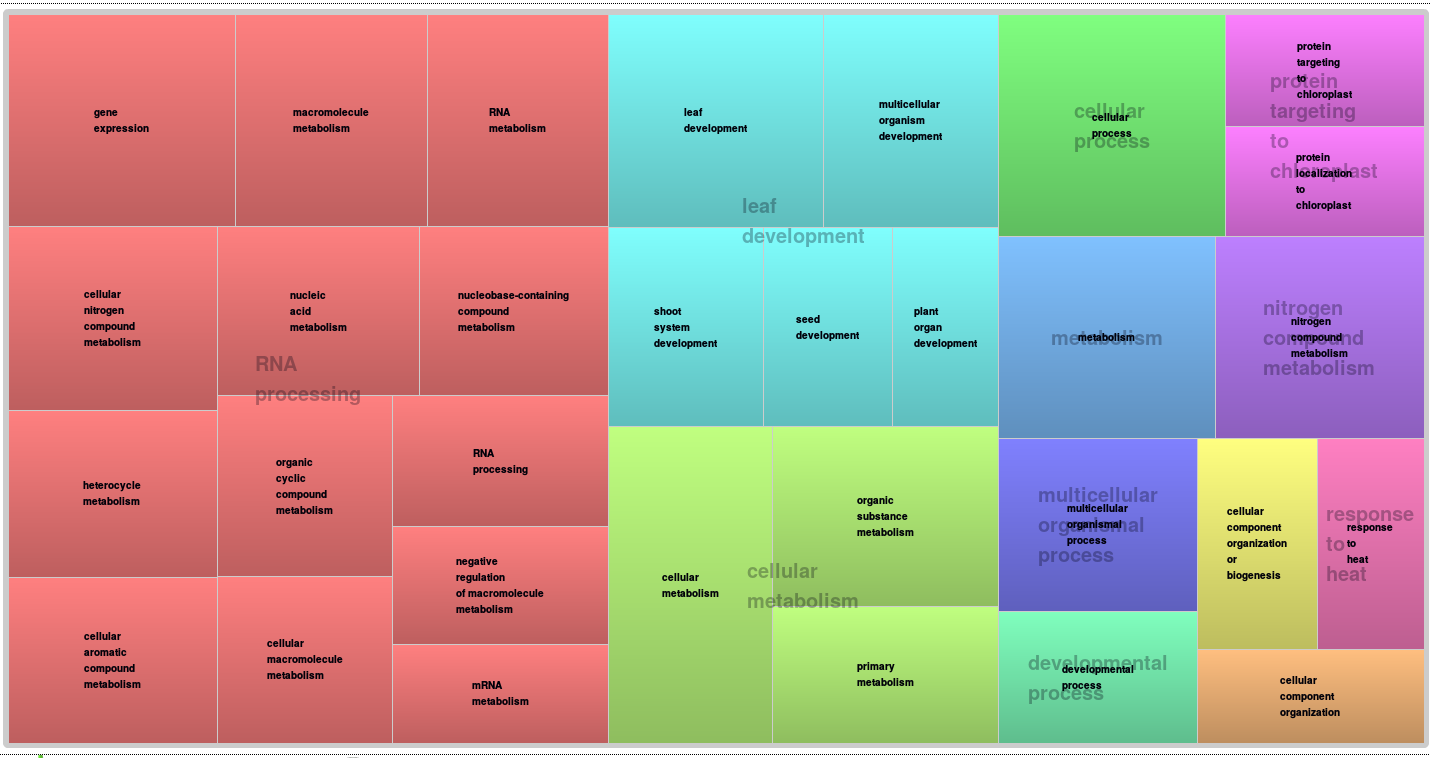 gene
expression
macromolecule
metabolism
RNA
metabolism
cellular
nitrogen
compound
metabolism
nucleic
acid
metabolism
nucleobase-containing
compound
metabolism
RNA
processing
heterocycle
metabolism
organic
cyclic
compound
metabolism
RNA
processing
negative
regulation
of macromolecule
metabolism
cellular
aromatic
compound
metabolism
cellular
macromolecule
metabolism
mRNA
metabolism
leaf
development
multicellular
organism
development
leaf
development
shoot
system
development
seed
development
plant
organ
development
cellular
metabolism
organic
substance
metabolism
cellular
metabolism
primary
metabolism
cellular
process
cellular
process
protein
targeting
to
chloroplast
protein
targeting
to
chloroplast
protein
localization
to
chloroplast
metabolism
metabolism
nitrogen
compound
metabolism
nitrogen
compound
metabolism
multicellular
organismal
process
multicellular
organismal
process
cellular
component
organization
or
biogenesis
response
to
heat
response
to
heat
developmental
process
developmental
process
cellular
component
organization